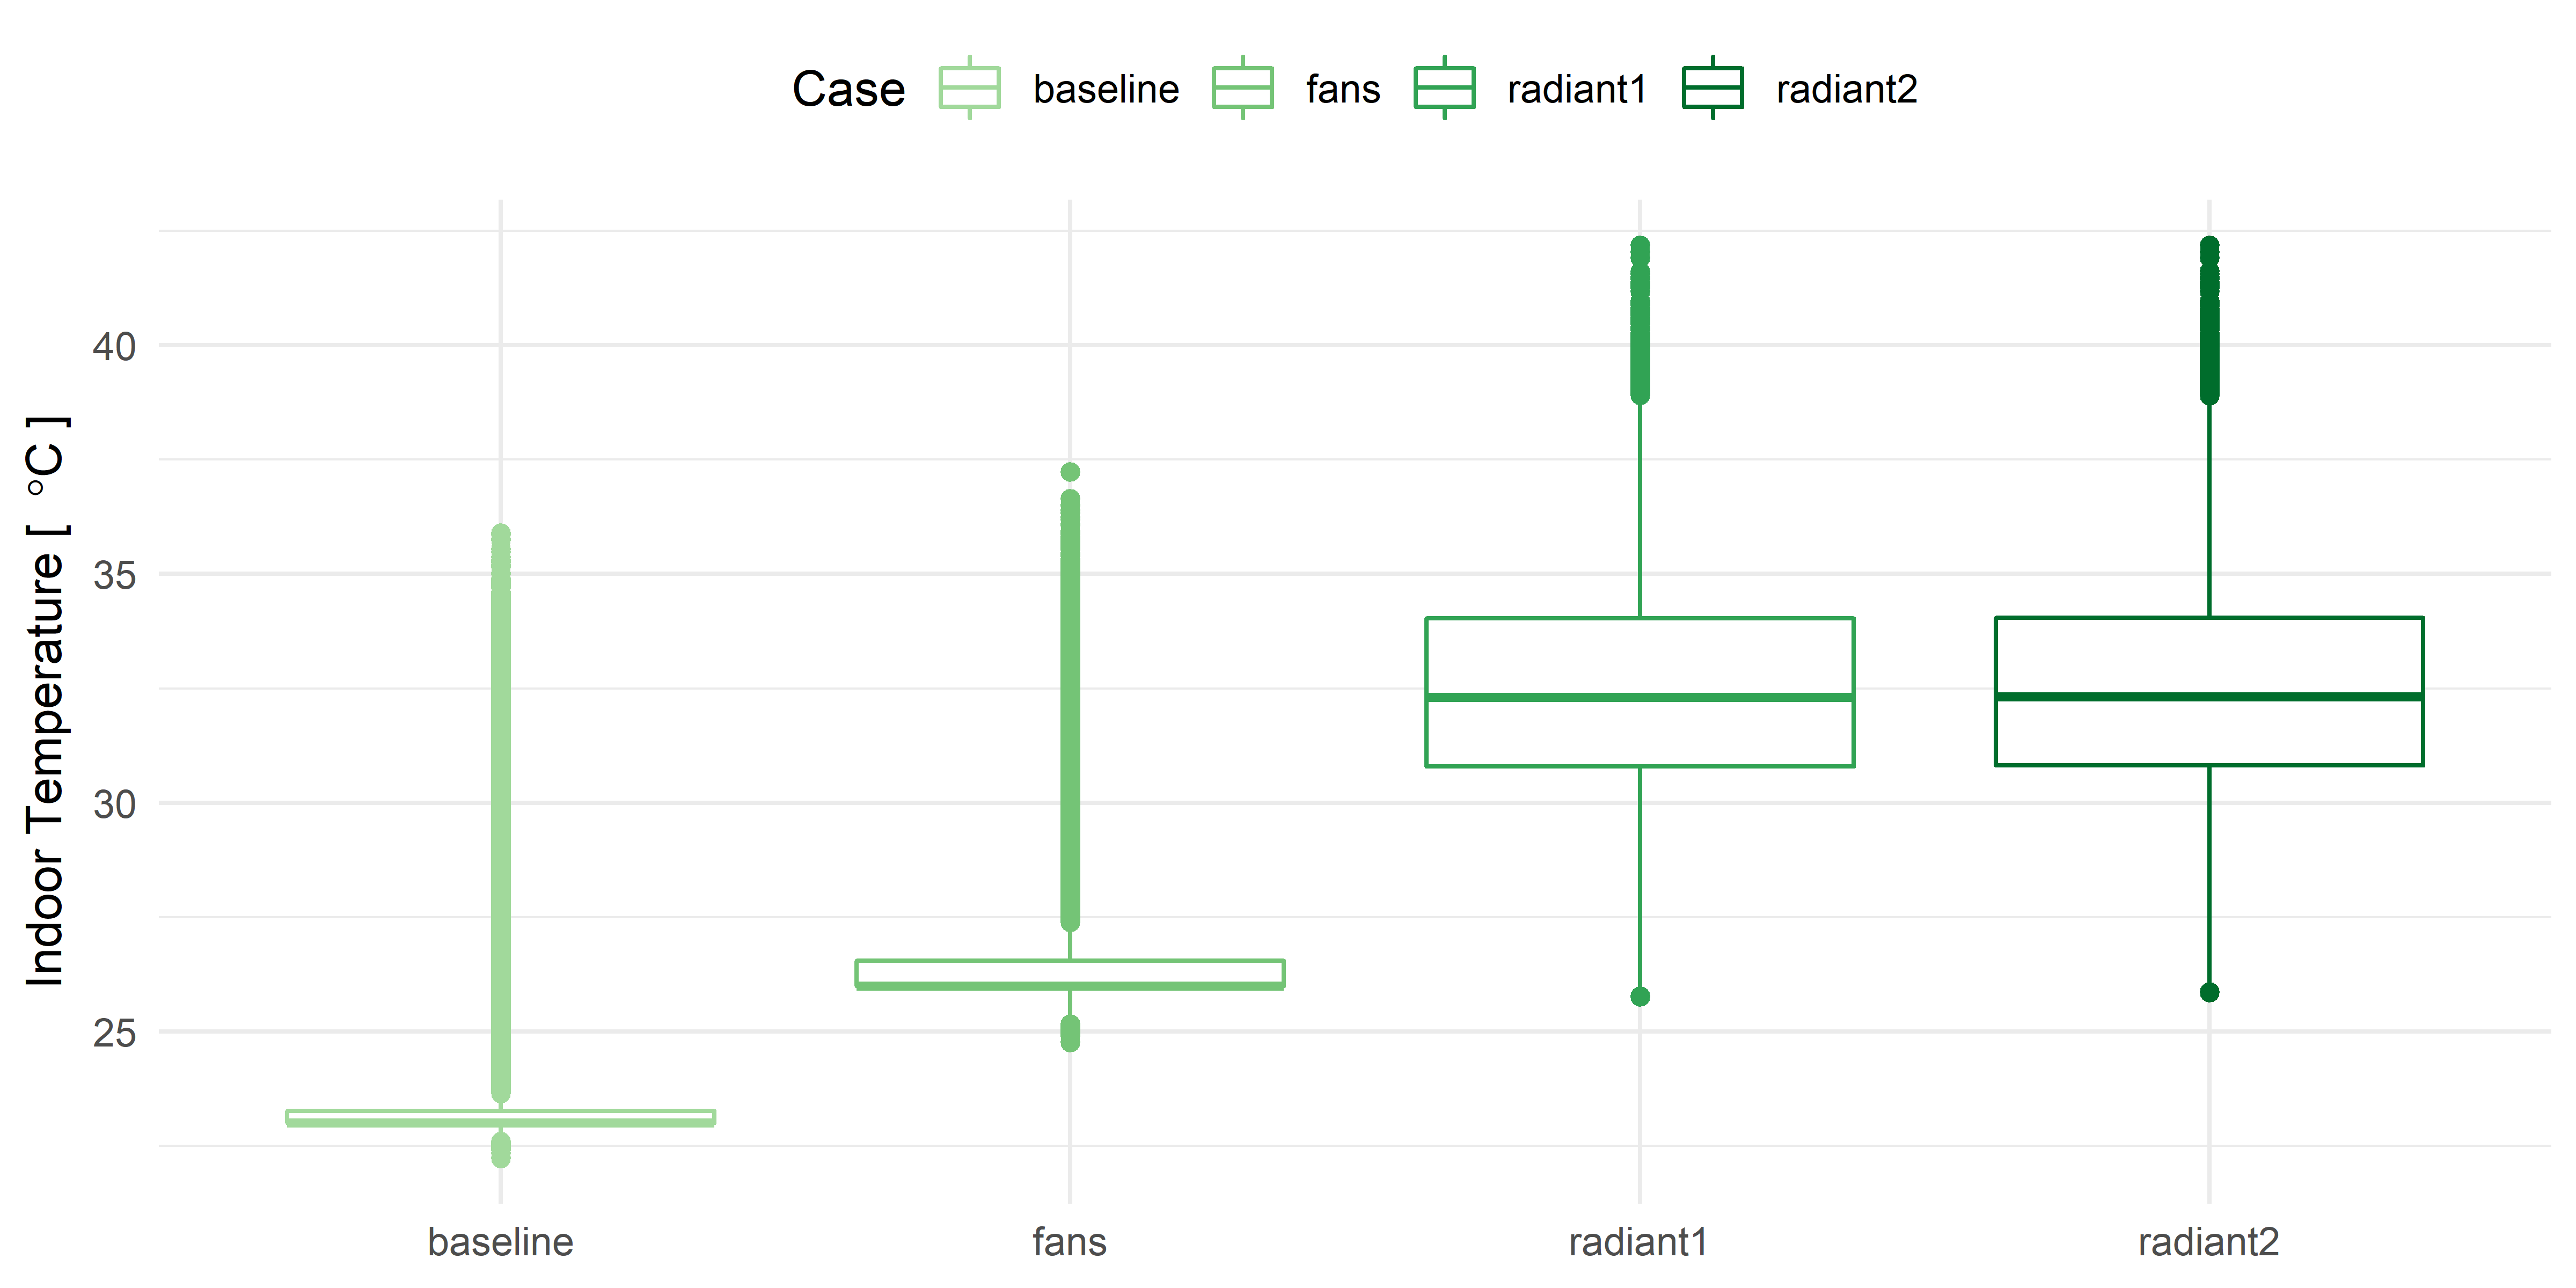 Case baseline fans radiant1 radiant2
Indoor Temperature [ °C ]
40
35
30
25
baseline fans radiant1 radiant2